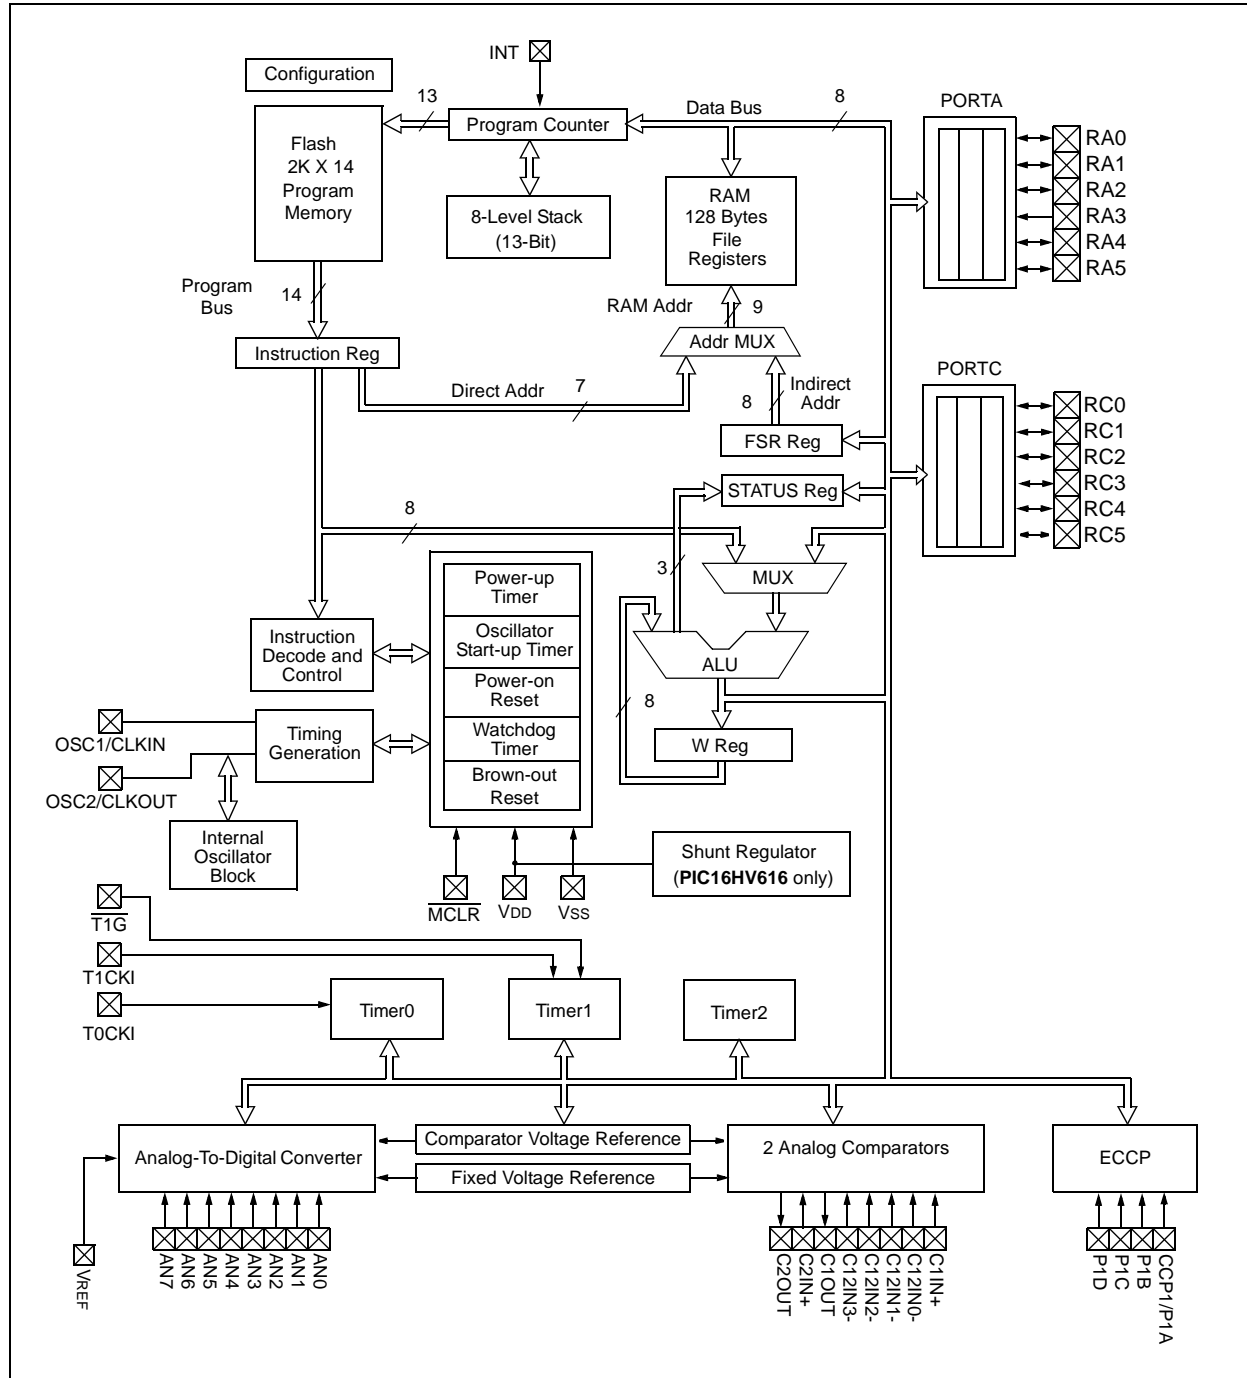 INT
Configuration
13
Program Counter
Data Bus
8
PORTA
Flash
2K X 14
Program
Memory
8-Level Stack
(13-Bit)
RAM
128 Bytes
File
Registers
RA0
RA1
RA2
RA3
RA4
RA5
Program
Bus
14
RAM Addr
9
Addr MUX
Instruction Reg
Direct Addr
7
8
Indirect
Addr
FSR Reg
STATUS Reg
PORTC
RC0
RC1
RC2
RC3
RC4
RC5
8
3
MUX
Power-up
Timer
Oscillator
Start-up Timer
Power-on
Reset
Watchdog
Timer
Brown-out
Reset
Instruction
Decode and
Control
ALU
8
W Reg
OSC1/CLKIN
Timing
Generation
OSC2/CLKOUT
Internal
Oscillator
Block
Shunt Regulator
(PIC16HV616 only)
MCLR
VDD
VSS
T1G
T1CKI
T0CKI
Timer0
Timer1
Timer2
Analog-To-Digital Converter
Comparator Voltage Reference
Fixed Voltage Reference
2 Analog Comparators
ECCP
VREF
AN7
AN6
AN5
AN4
AN3
AN2
AN1
AN0
C2OUT
C2IN+
C1OUT
C12IN3-
C12IN2-
C12IN1-
C12IN0-
C1IN+
P1D
P1C
P1B
CCP1/P1A